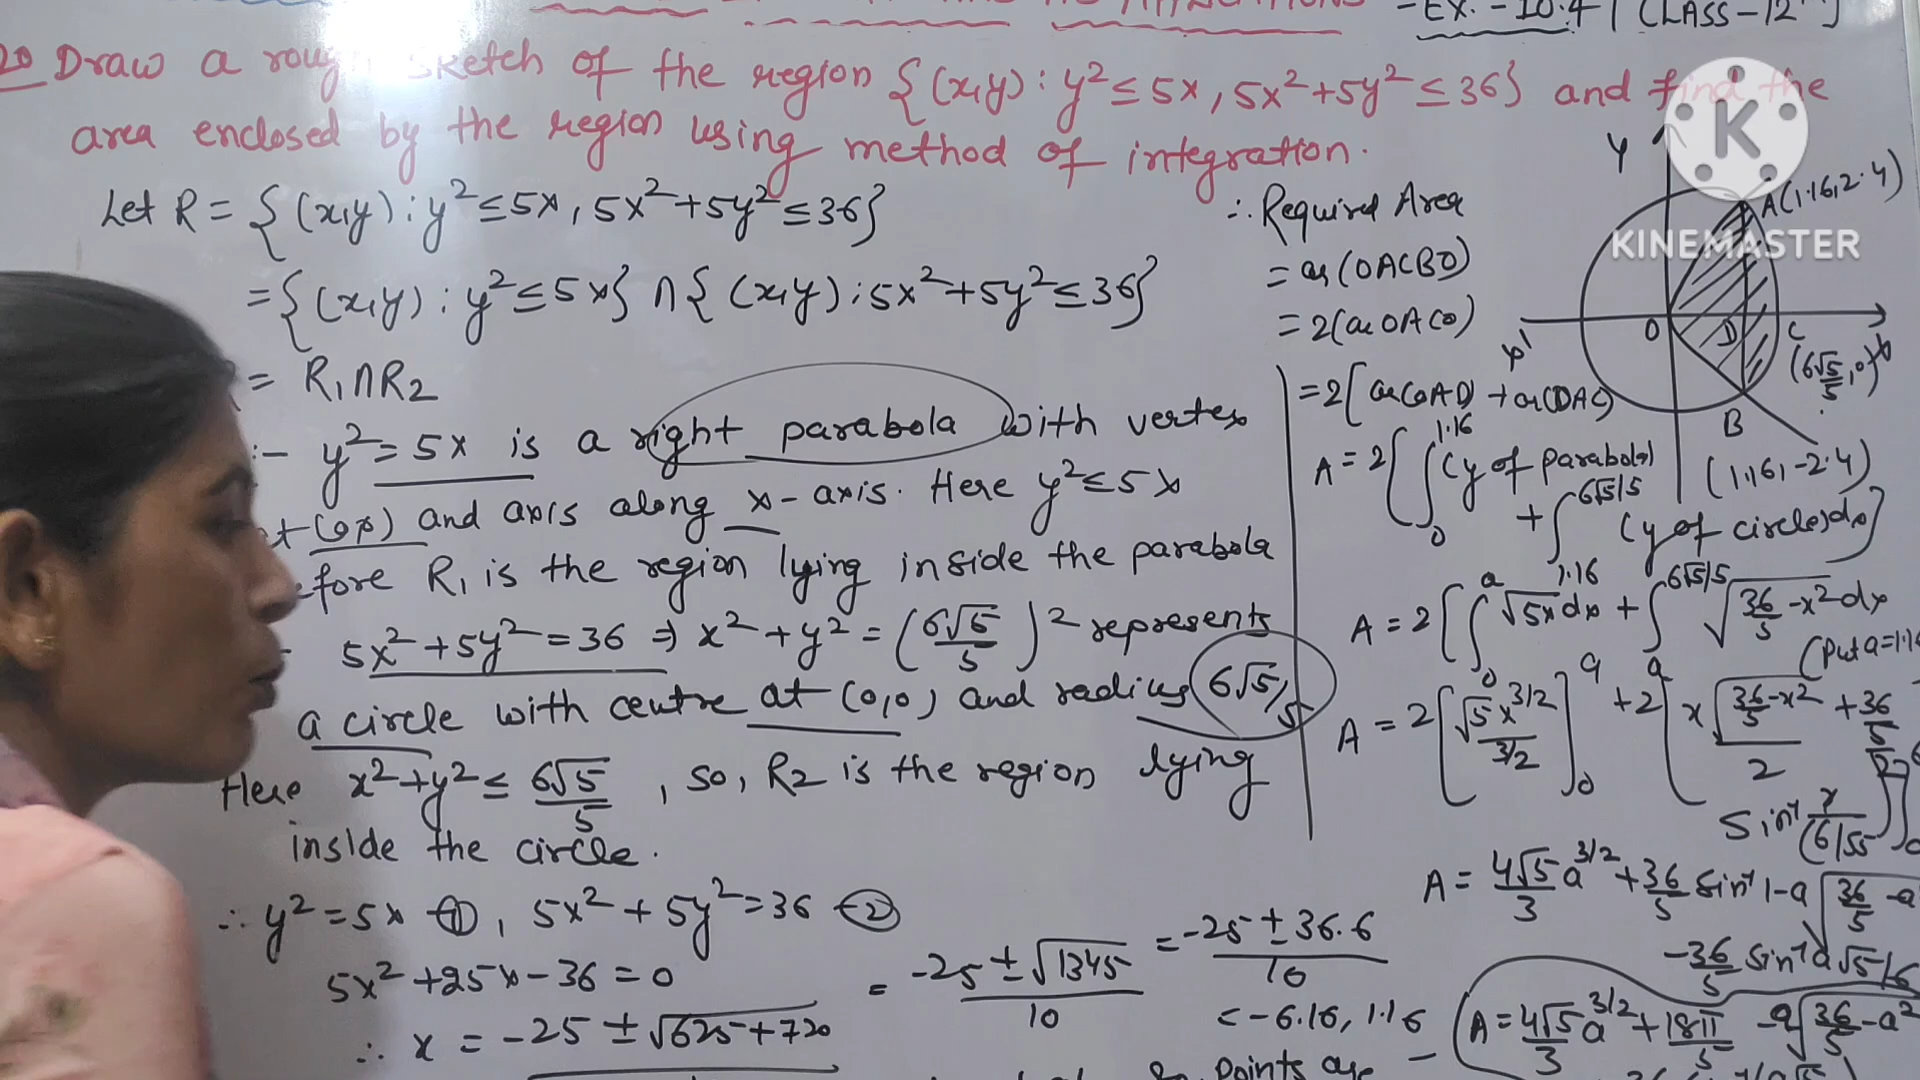 -EX.-10.4 | CLASS-12th]
20 Draw a rough sketch of the region {(x,y): y²≤5x, 5x²+5y²≤36} and find the
area enclosed by the region using method of integration.
Let R = {(x,y): y²≤5x, 5x²+5y²≤36}
={(x,y): y²≤5x} ∩ {(x,y): 5x²+5y²≤36}
= R₁∩R₂
:- y²=5x is a right parabola with vertex
at (0,0) and axis along x-axis. Here y²≤5x
efore R₁ is the region lying inside the parabola
5x²+5y²=36 ⇒ x²+y² = (6√5/5)² represents
a circle with centre at (0,0) and radius 6√5/5
Here x²+y² ≤ 6√5/5, so, R₂ is the region lying
inside the circle.
∴ y²=5x -①, 5x²+5y²=36 -②
5x²+25x-36=0
∴ x = -25 ± √625+720
= -25 ± √1345 / 10
= -25 ± 36.6 / 10
= -6.16, 1.16
So points are
∴ Required Area
= ar(OACBO)
= 2(ar OACO)
= 2[ar OAD + ar(DAC)
A = 2[∫₀^1.16 (y of parabola)
+ ∫^6√5/5 (y of circle)dx]
A = 2[∫₀^a √5x dx + ∫_a^6√5/5 √36/5-x² dx
1.16
(Put a=1.16
A = 2[√5 x^3/2 / 3/2]₀^a + 2[x√36/5-x² / 2 + 36/5
Sin⁻¹ x/(6/√5)
A = 4√5/3 a^3/2 + 36/5 Sin⁻¹ 1 - a√36/5 - a
-36/5 Sin⁻¹ a√5/6
A = 4√5/3 a^3/2 + 18π/5 - a√36/5-a²
Y
A(1.16,2.4)
X'
O
D
C
(6√5/5,0)
X
B
(1.16,-2.4)
K
KINEMASTER